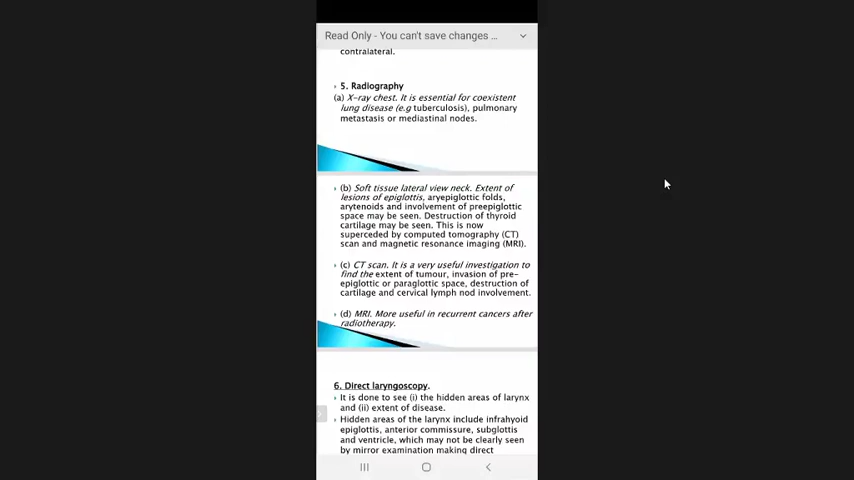 Read Only - You can't save changes ...
contralateral.
5. Radiography
(a) X-ray chest. It is essential for coexistent
lung disease (e.g tuberculosis), pulmonary
metastasis or mediastinal nodes.
(b) Soft tissue lateral view neck. Extent of
lesions of epiglottis, aryepiglottic folds,
arytenoids and involvement of preepiglottic
space may be seen. Destruction of thyroid
cartilage may be seen. This is now
superceded by computed tomography (CT)
scan and magnetic resonance imaging (MRI).
(c) CT scan. It is a very useful investigation to
find the extent of tumour, invasion of pre-
epiglottic or paraglottic space, destruction of
cartilage and cervical lymph nod involvement.
(d) MRI. More useful in recurrent cancers after
radiotherapy.
6. Direct laryngoscopy.
It is done to see (i) the hidden areas of larynx
and (ii) extent of disease.
Hidden areas of the larynx include infrahyoid
epiglottis, anterior commissure, subglottis
and ventricle, which may not be clearly seen
by mirror examination making direct